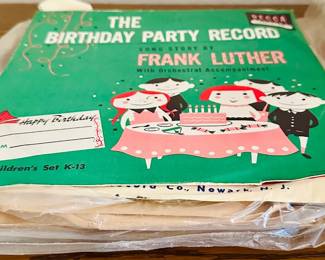 THE
DECCA
BIRTHDAY PARTY RECORD
SONG STORY BY
FRANK LUTHER
With Orchestral Accompaniment
Happy Birthday
ildren's Set K-13
Co., Newark, N. J.